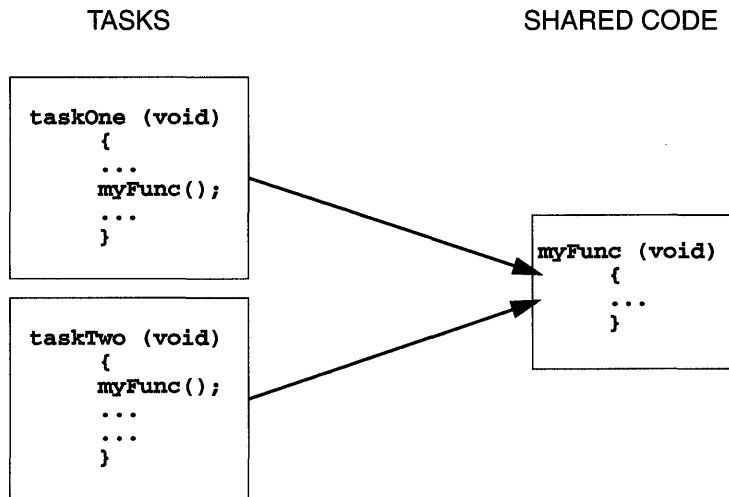 TASKS
SHARED CODE
taskOne (void)
{
...
myFunc();
...
}
myFunc (void)
{
...
}
taskTwo (void)
{
myFunc();
...
...
}